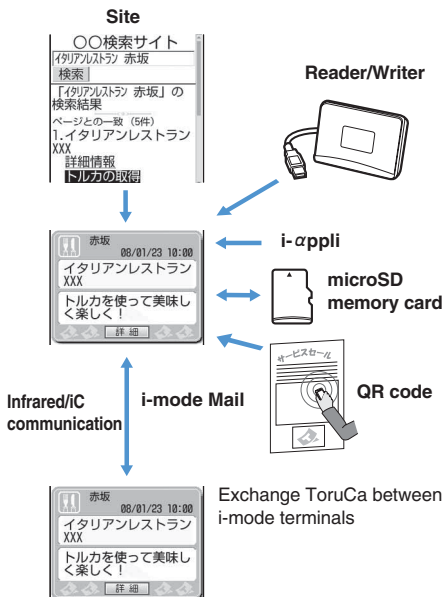 Site
○○検索サイト
イタリアンレストラン 赤坂
検索
「イタリアンレストラン 赤坂」の
検索結果
ページとの一致 (5件)
1.イタリアンレストラン
XXX
詳細情報
トルカの取得
Reader/Writer
赤坂
08/01/23 10:00
イタリアンレストラン
XXX
トルカを使って美味し
く楽しく！
詳細
i-αppli
microSD
memory card
サービスセール
QR code
Infrared/iC
communication
i-mode Mail
赤坂
08/01/23 10:00
イタリアンレストラン
XXX
トルカを使って美味し
く楽しく！
詳細
Exchange ToruCa between
i-mode terminals